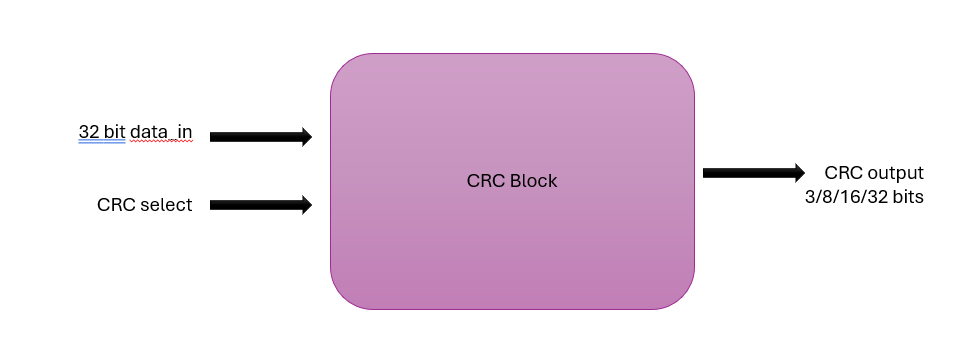 32 bit data_in
CRC select
CRC Block
CRC output
3/8/16/32 bits